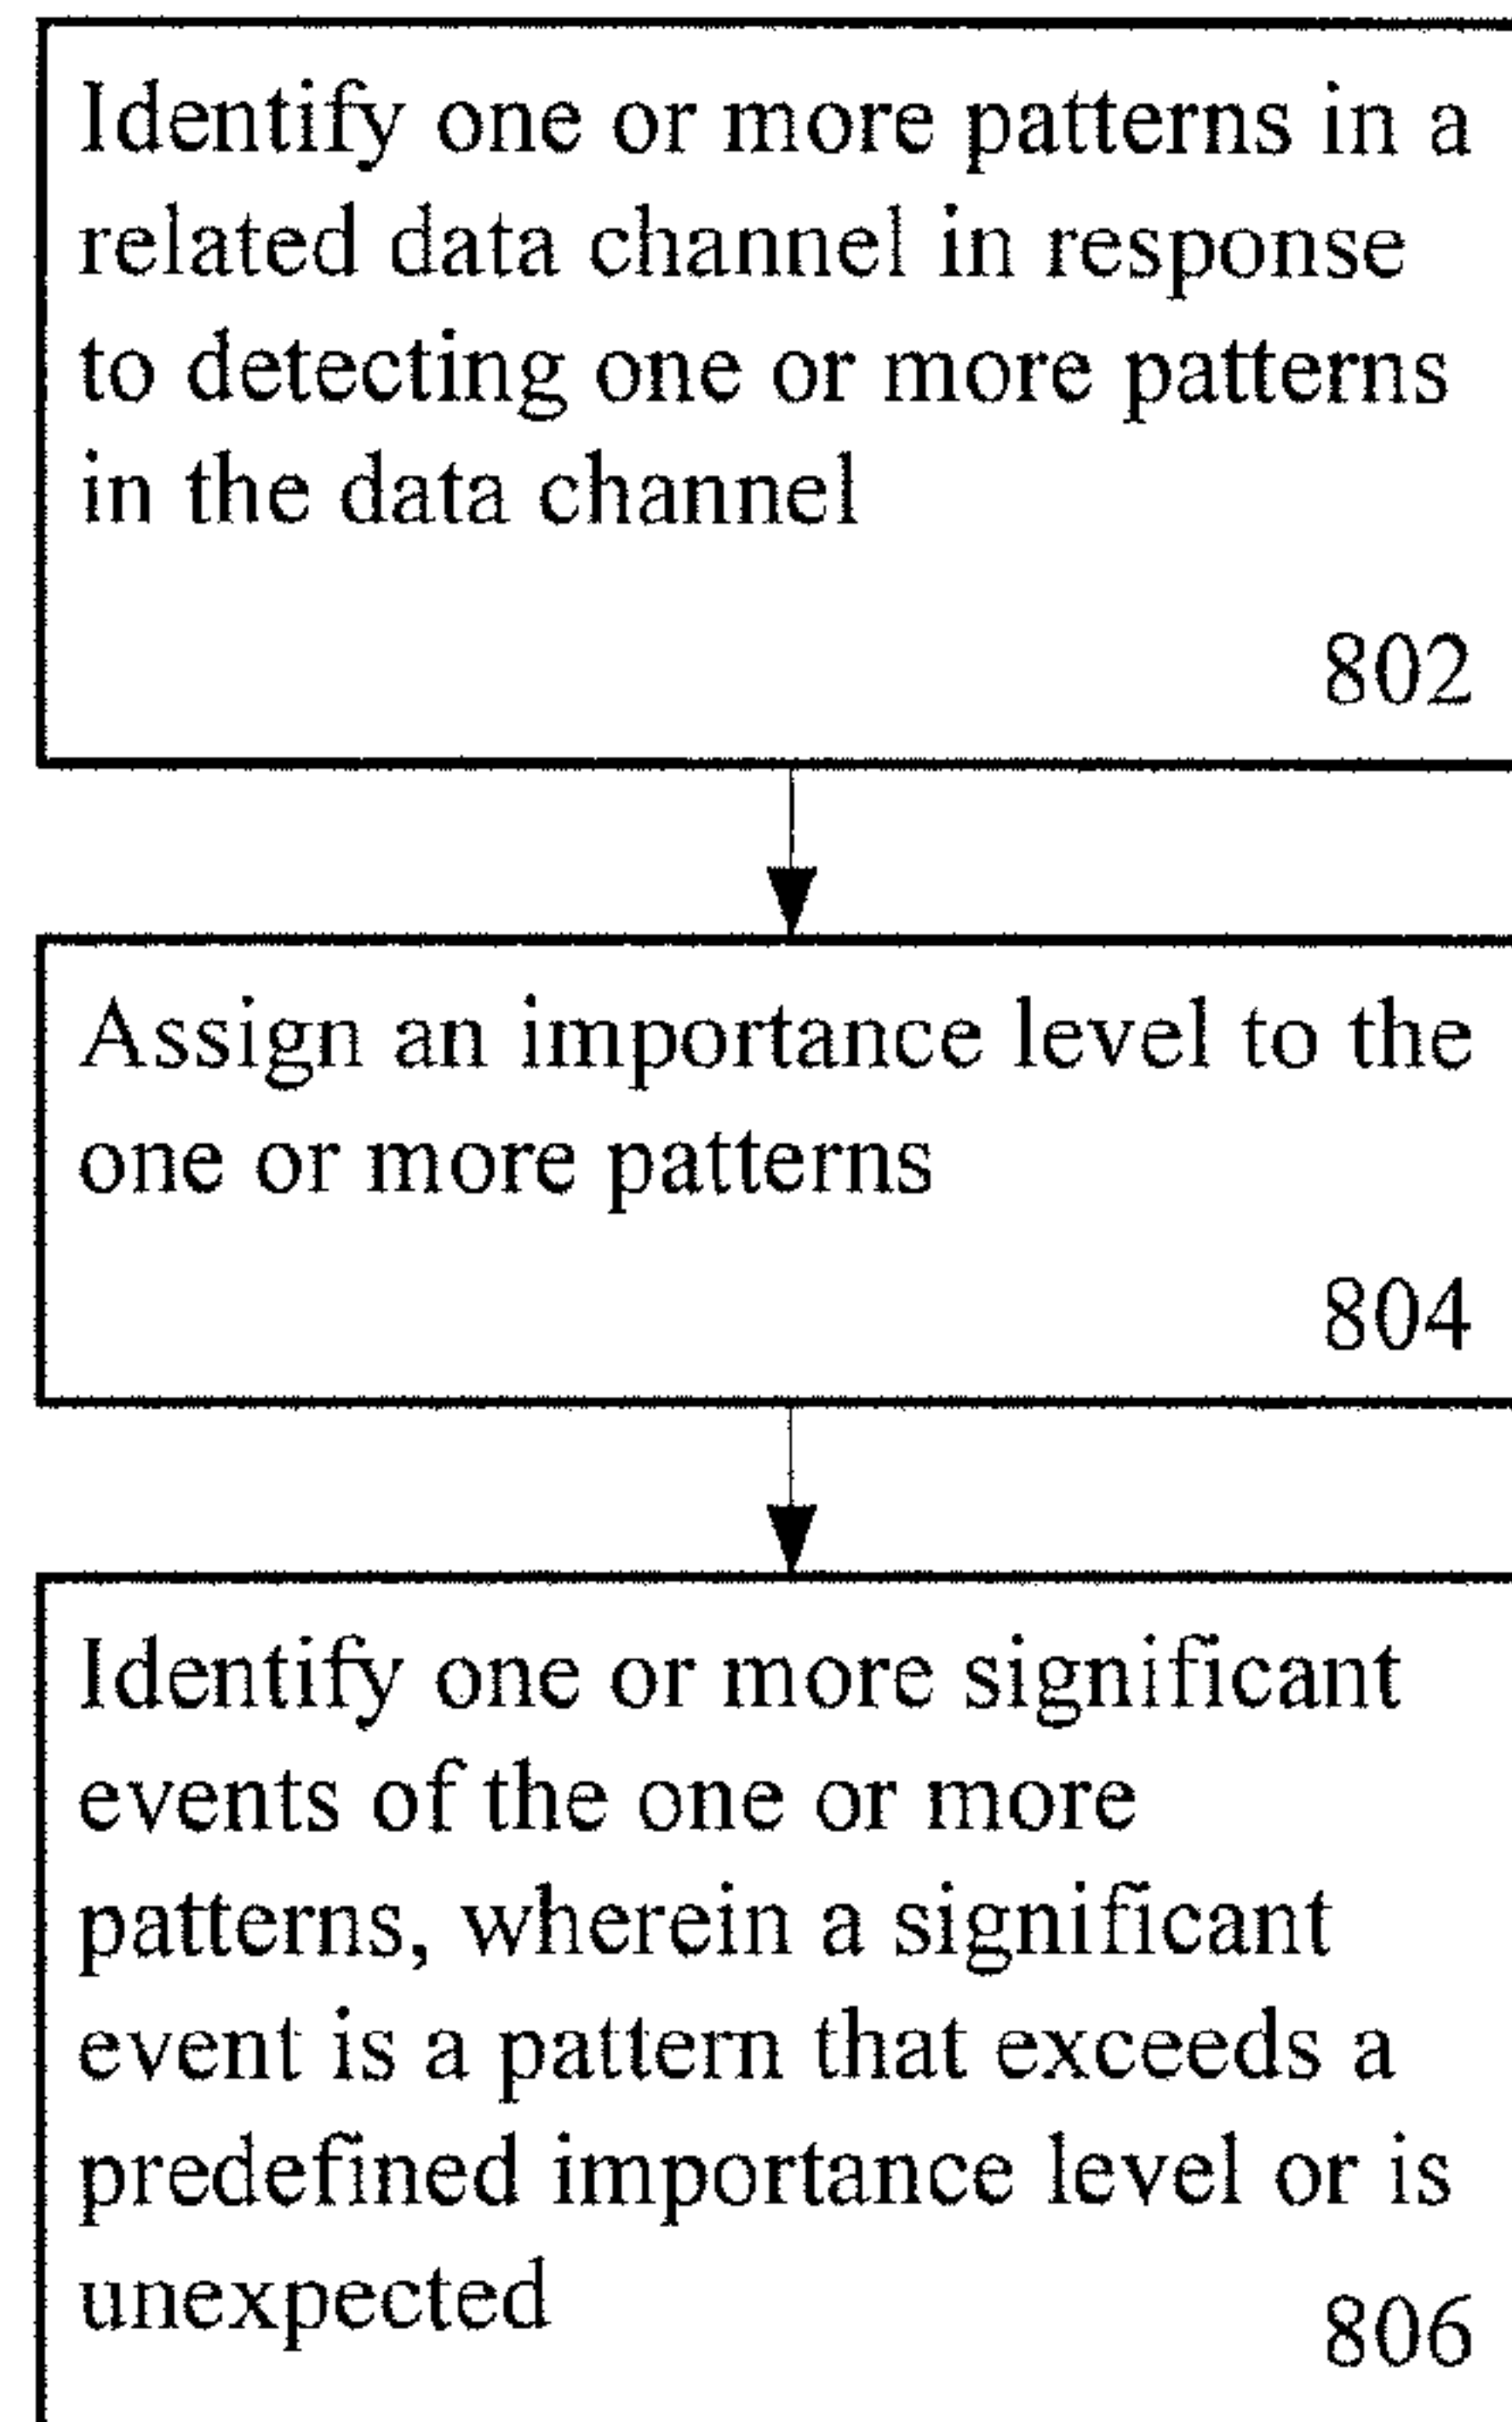 Identify one or more patterns in a
related data channel in response
to detecting one or more patterns
in the data channel
802
Assign an importance level to the
one or more patterns
804
Identify one or more significant
events of the one or more
patterns, wherein a significant
event is a pattern that exceeds a
predefined importance level or is
unexpected
806